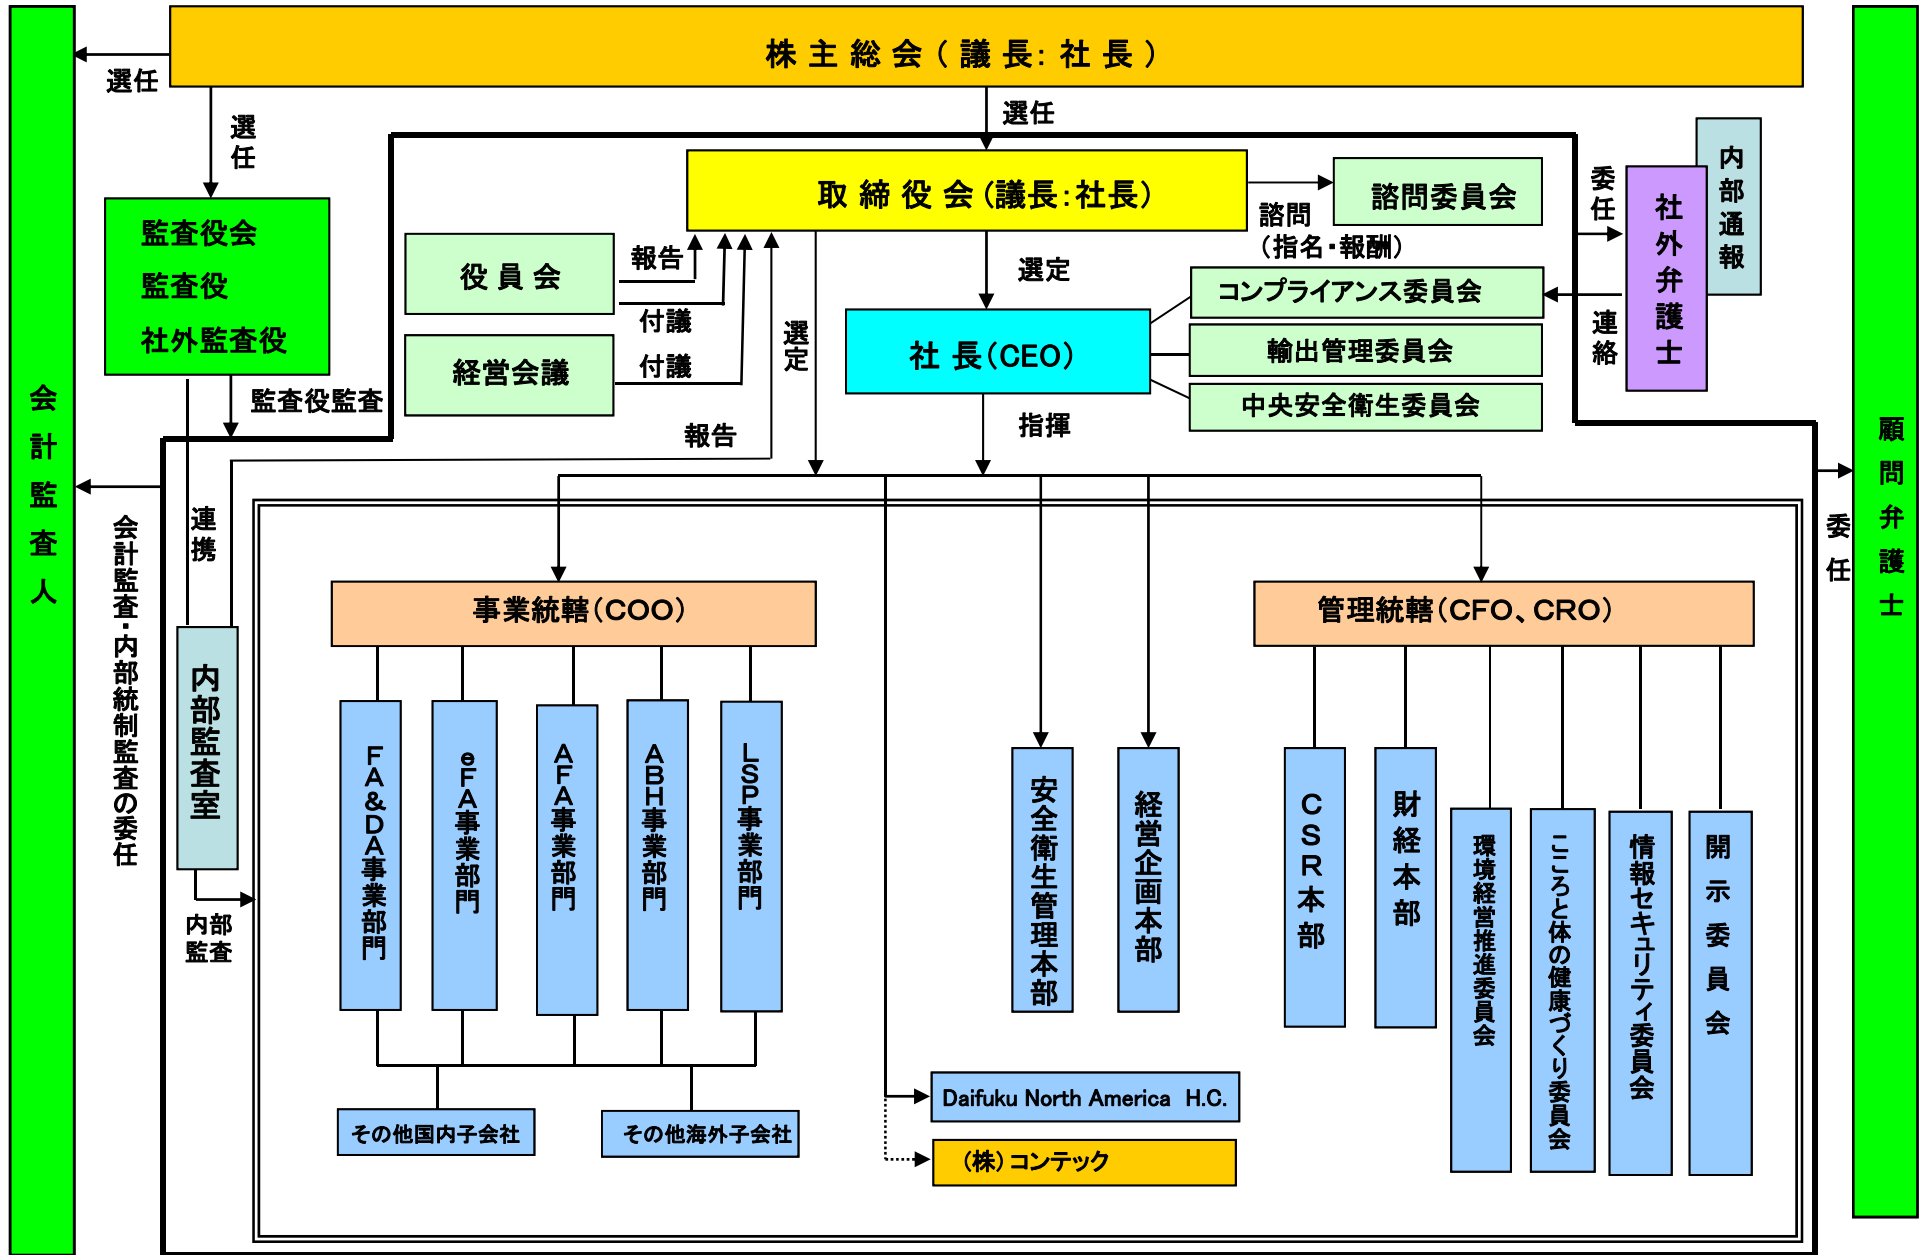 株 主 総 会 ( 議 長 : 社 長 )
選任
選任
選任
取 締 役 会 (議長:社長)
諮問委員会
諮問
(指名・報酬)
委任
内部通報
社外弁護士
連絡
監査役会
監査役
社外監査役
役 員 会
報告
付議
経営会議
付議
選定
選定
社 長(CEO)
コンプライアンス委員会
輸出管理委員会
中央安全衛生委員会
監査役監査
報告
指揮
会計監査人
顧問弁護士
委任
連携
会計監査・内部統制監査の委任
内部監査室
内部
監査
事業統轄(COO)
管理統轄(CFO、CRO)
FA&DA事業部門
eFA事業部門
AFA事業部門
ABH事業部門
LSP事業部門
安全衛生管理本部
経営企画本部
CSR本部
財経本部
環境経営推進委員会
こころと体の健康づくり委員会
情報セキュリティ委員会
開示委員会
その他国内子会社
その他海外子会社
Daifuku North America H.C.
(株)コンテック